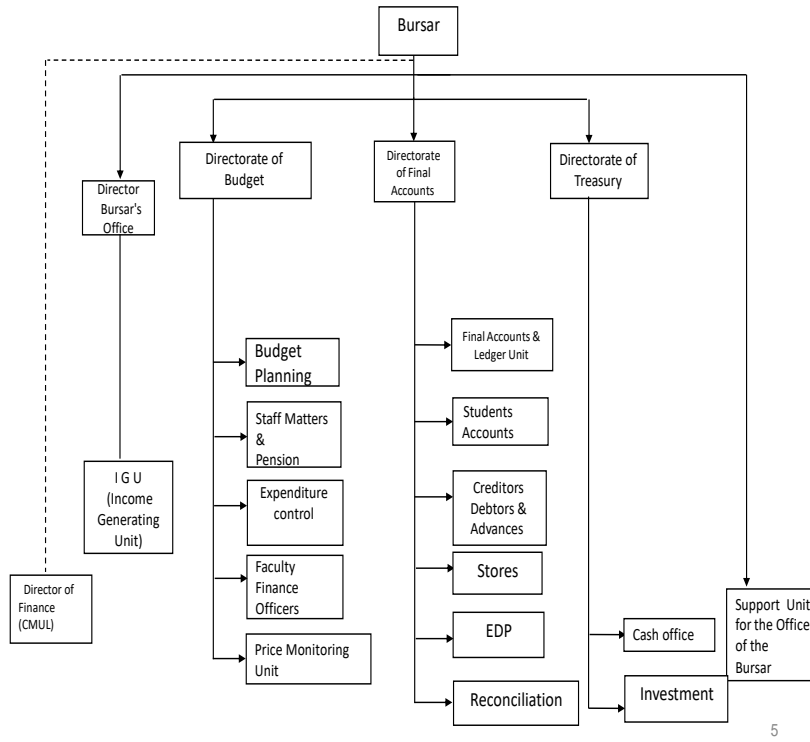 Bursar
Directorate of
Budget
Directorate
of Final
Accounts
Directorate of
Treasury
Director
Bursar's
Office
Final Accounts &
Ledger Unit
Budget
Planning
Students
Accounts
Staff Matters
&
Pension
I G U
(Income
Generating
Unit)
Creditors
Debtors &
Advances
Expenditure
control
Stores
Faculty
Finance
Officers
Director of
Finance
(CMUL)
Support Unit
for the Office
of the
Bursar
EDP
Cash office
Price Monitoring
Unit
Reconciliation
Investment
5